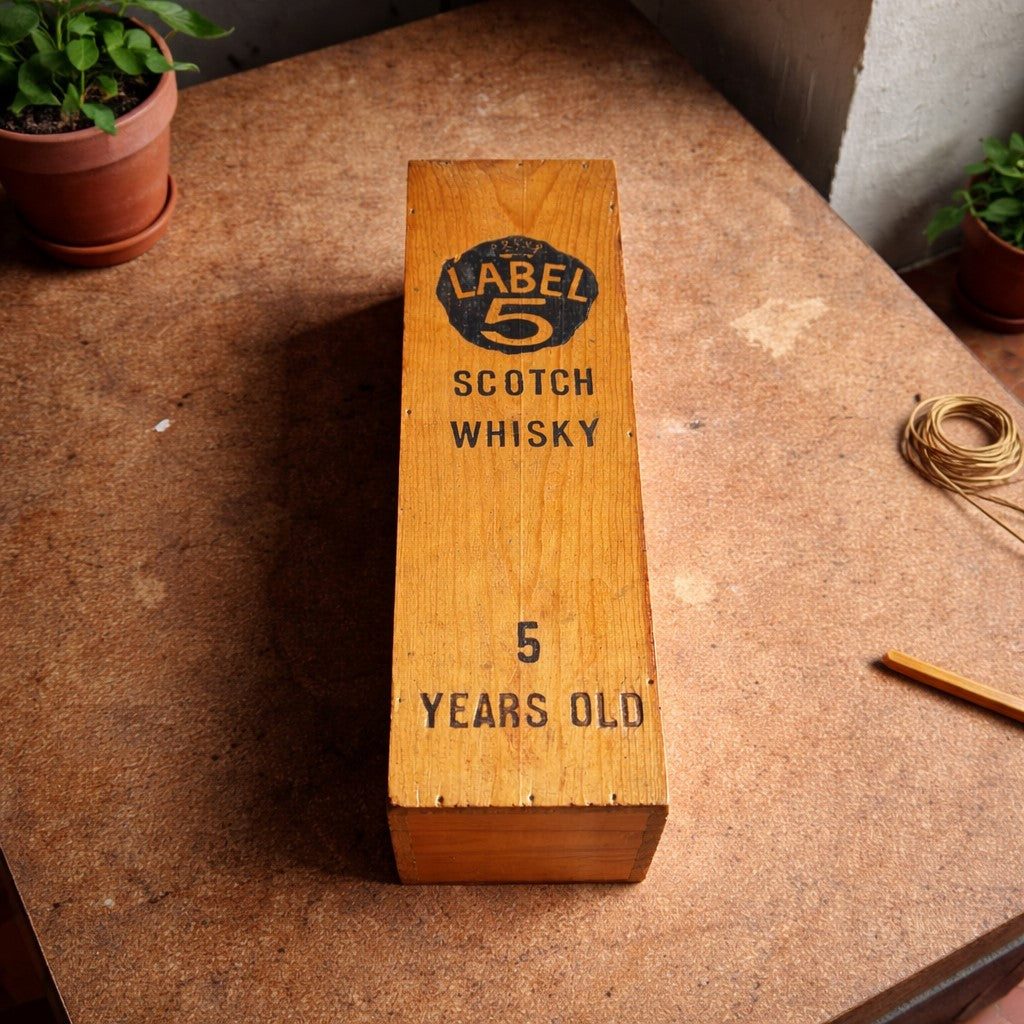 LABEL
5
SCOTCH
WHISKY
5
YEARS OLD